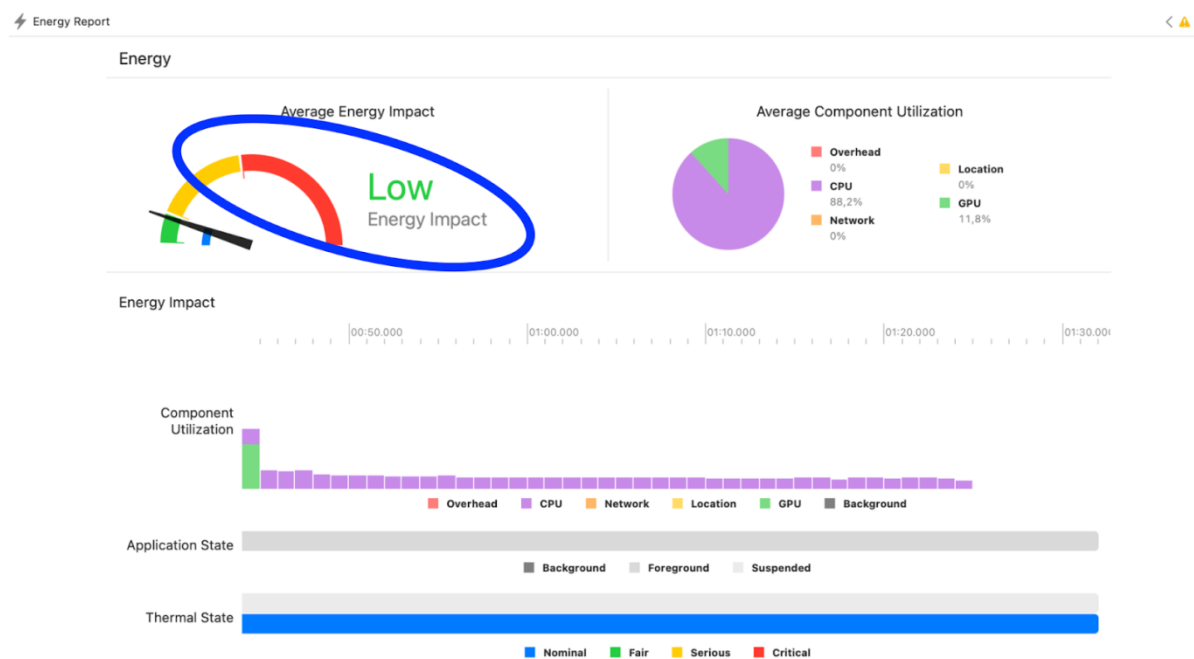 Energy Report
Energy
Average Energy Impact
Low
Energy Impact
Average Component Utilization
Overhead
0%
CPU
88,2%
Network
0%
Location
0%
GPU
11,8%
Energy Impact
00:50.000
01:00.000
01:10.000
01:20.000
01:30.00
Component
Utilization
Overhead CPU Network Location GPU Background
Application State
Background Foreground Suspended
Thermal State
Nominal Fair Serious Critical